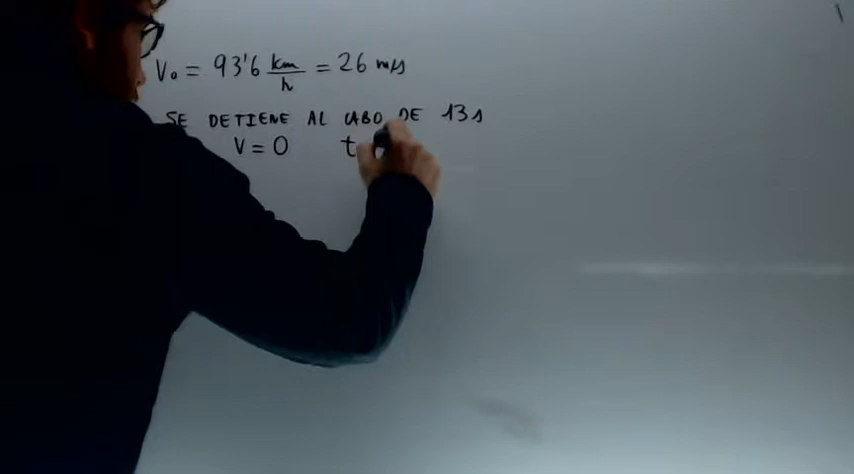 V₀ = 93'6 km/h = 26 m/s
SE DETIENE AL CABO DE 13 s
V = 0 t